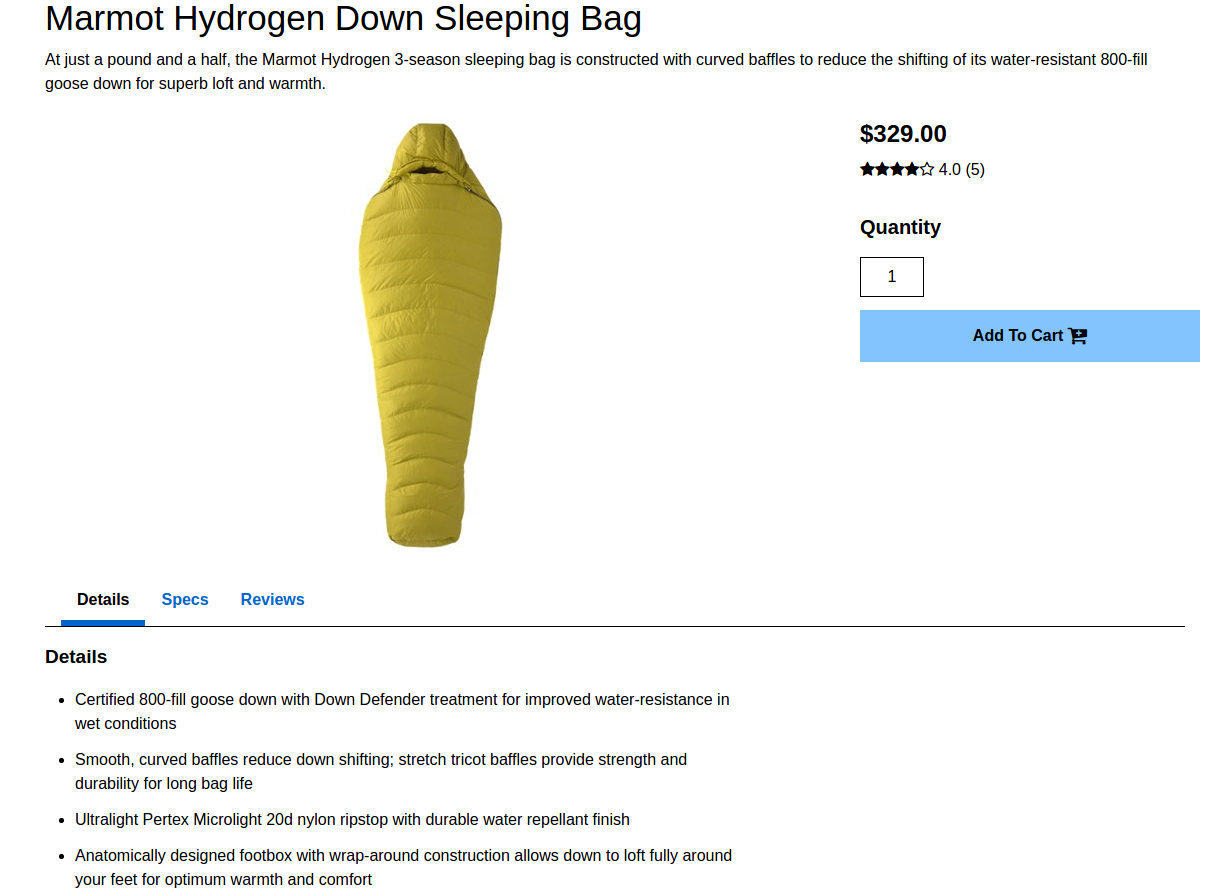 Marmot Hydrogen Down Sleeping Bag
At just a pound and a half, the Marmot Hydrogen 3-season sleeping bag is constructed with curved baffles to reduce the shifting of its water-resistant 800-fill
goose down for superb loft and warmth.
$329.00
4.0 (5)
Quantity
1
Add To Cart
Details
Specs
Reviews
Details
Certified 800-fill goose down with Down Defender treatment for improved water-resistance in
wet conditions
Smooth, curved baffles reduce down shifting; stretch tricot baffles provide strength and
durability for long bag life
Ultralight Pertex Microlight 20d nylon ripstop with durable water repellant finish
Anatomically designed footbox with wrap-around construction allows down to loft fully around
your feet for optimum warmth and comfort